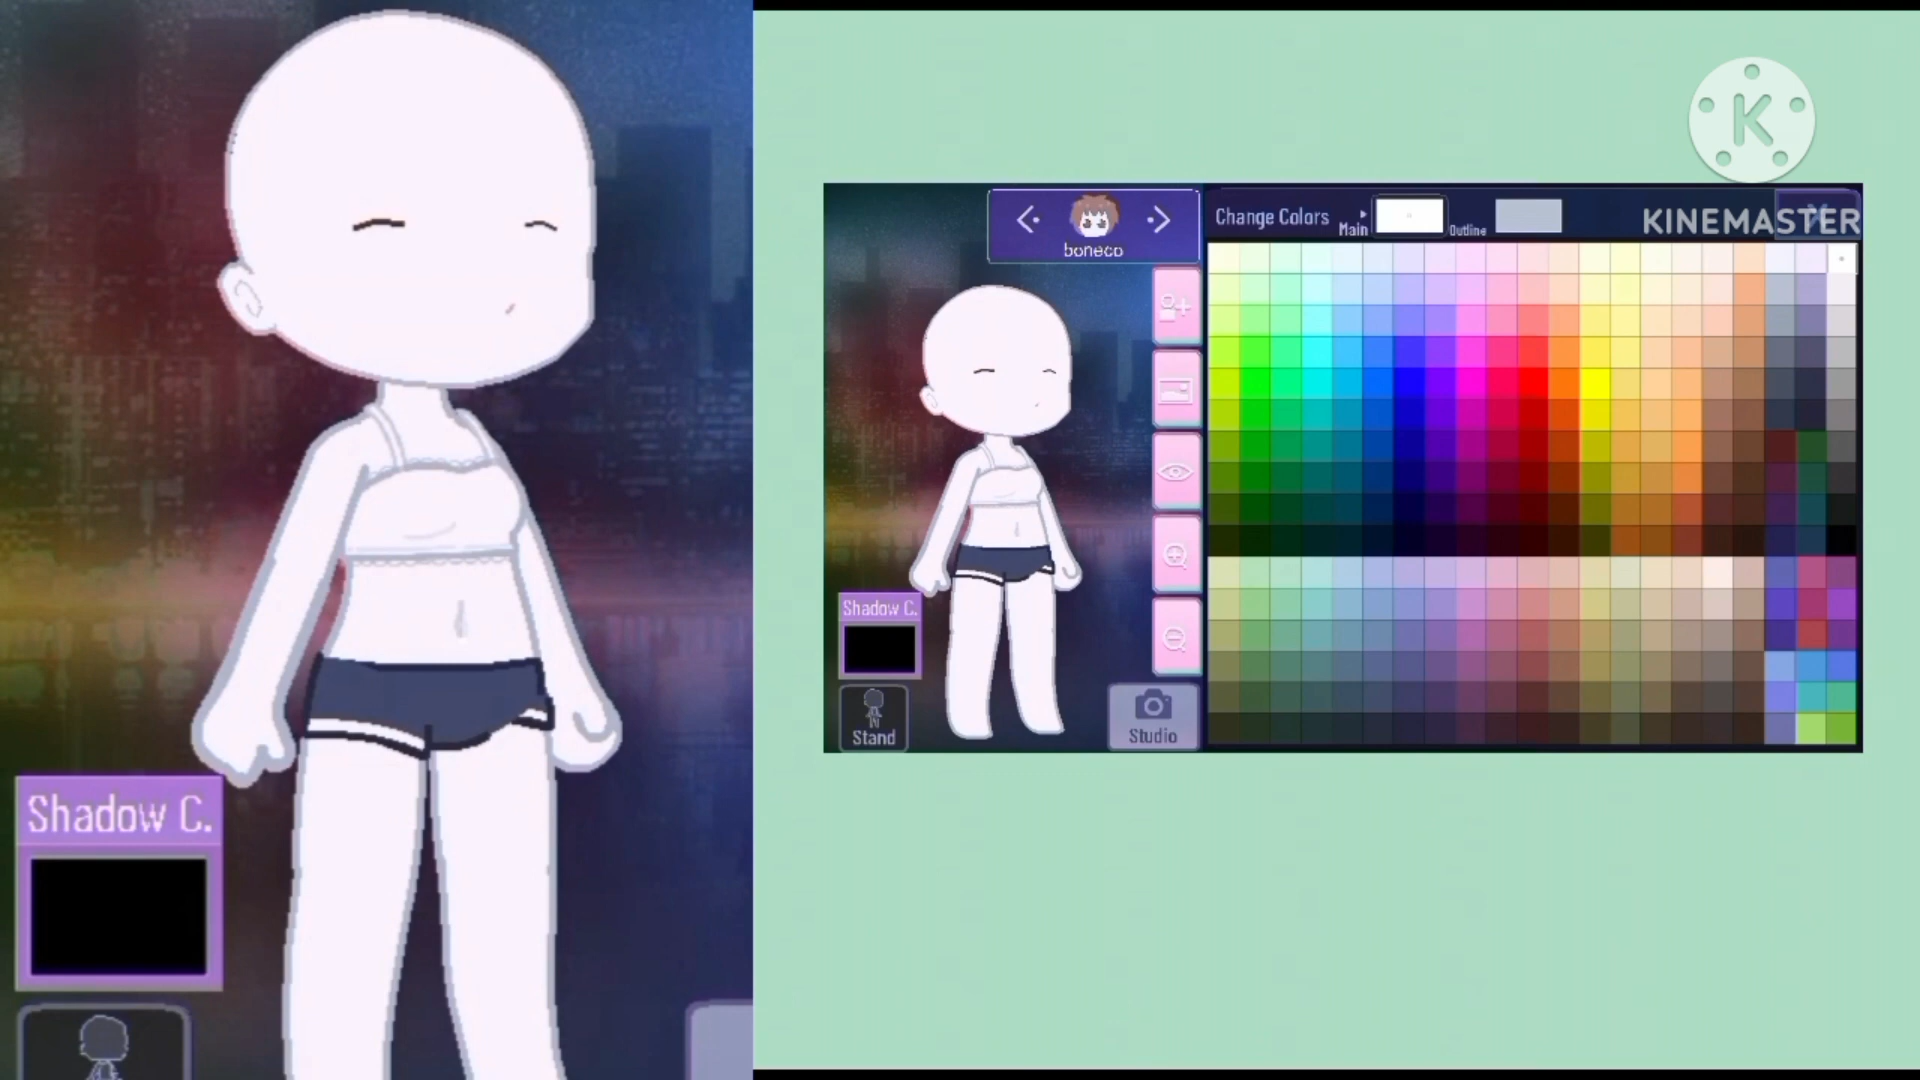 Shadow C.
K
KINEMASTER
boneco
Change Colors
Main
Outline
Shadow C.
Stand
Studio